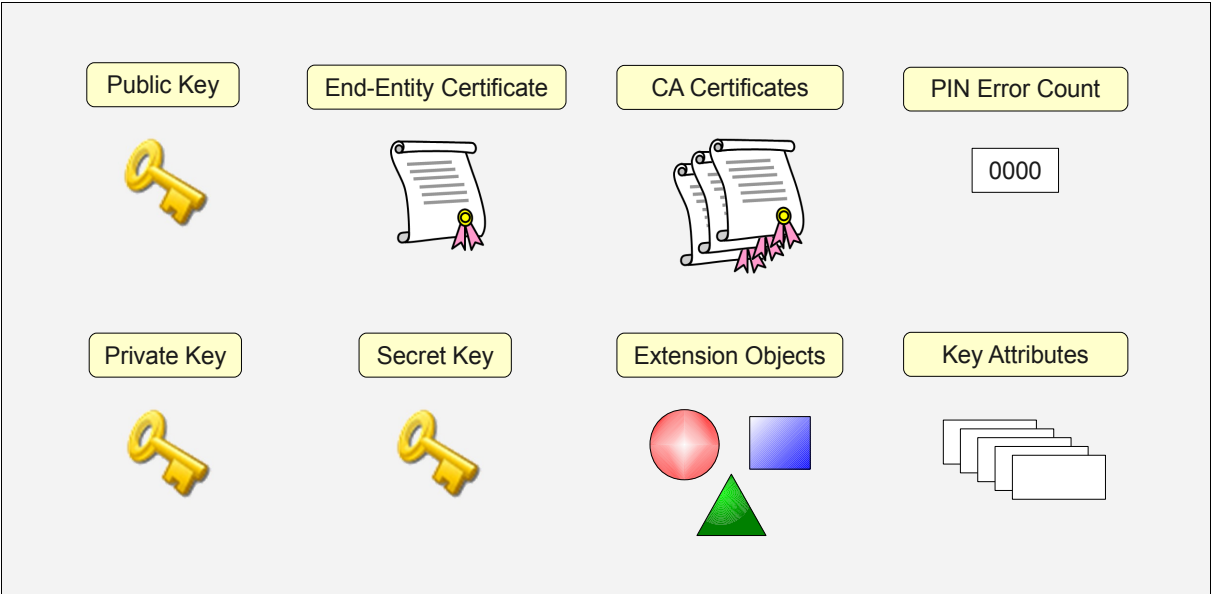 Public Key
End-Entity Certificate
CA Certificates
PIN Error Count
0000
Private Key
Secret Key
Extension Objects
Key Attributes